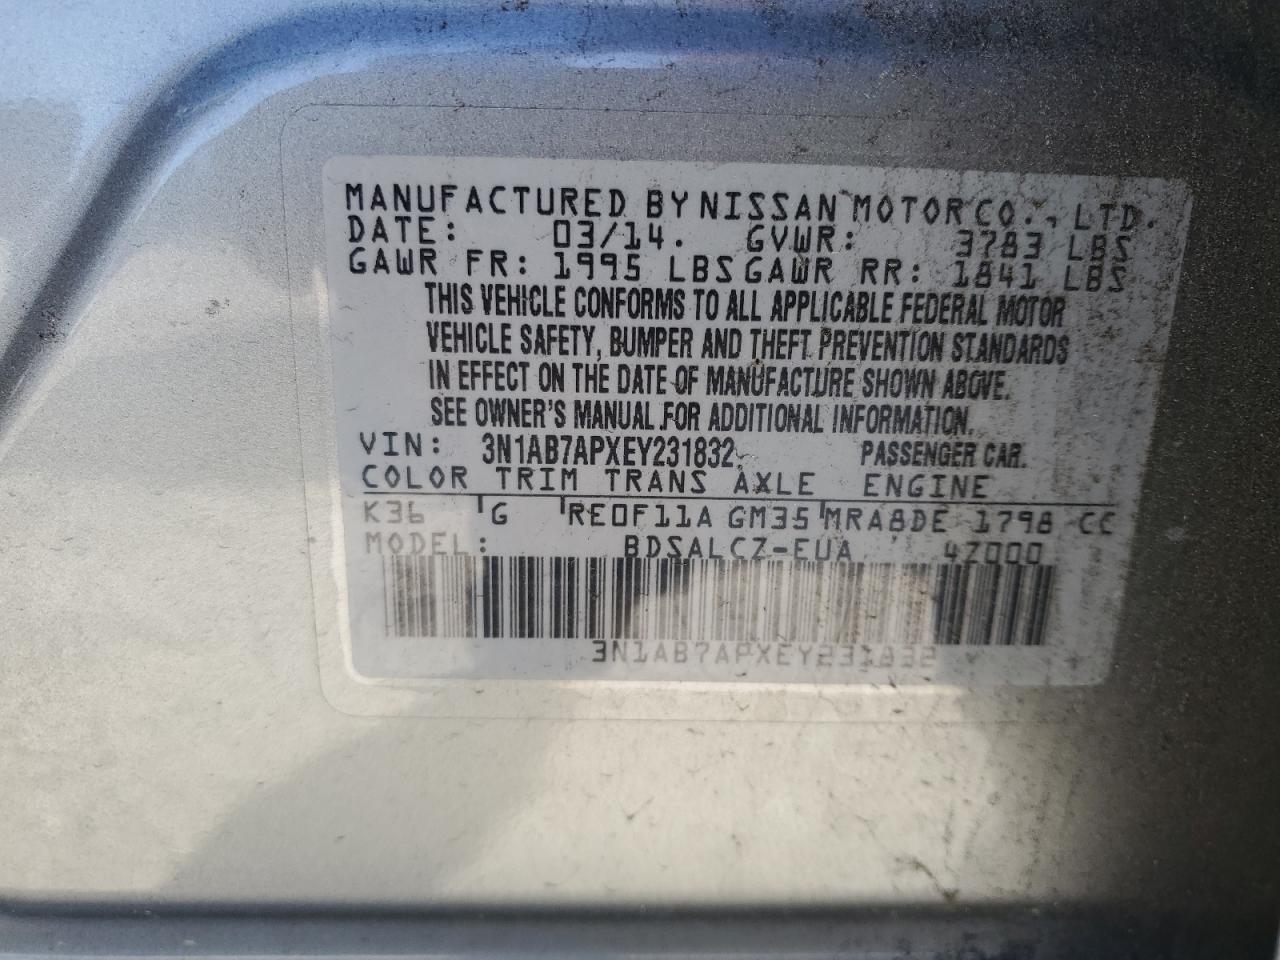 MANUFACTURED BY NISSAN MOTOR CO., LTD.
DATE: 03/14. GVWR: 3783 LBS
GAWR FR: 1995 LBS GAWR RR: 1841 LBS
THIS VEHICLE CONFORMS TO ALL APPLICABLE FEDERAL MOTOR
VEHICLE SAFETY, BUMPER AND THEFT PREVENTION STANDARDS
IN EFFECT ON THE DATE OF MANUFACTURE SHOWN ABOVE.
SEE OWNER'S MANUAL FOR ADDITIONAL INFORMATION.
VIN: 3N1AB7APXEY231832 PASSENGER CAR.
COLOR TRIM TRANS AXLE ENGINE
K36 G RE0F11A GM35 MRA8DE 1798 CC
MODEL: BDSALCZ-EUA 4Z000
3N1AB7APXEY231832